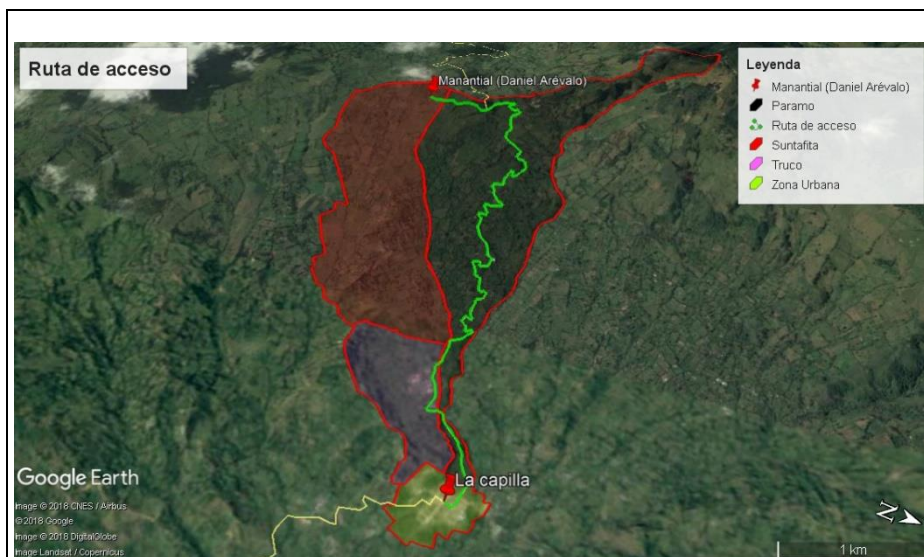 Ruta de acceso
Manantial (Daniel Arévalo)
Leyenda
Manantial (Daniel Arévalo)
Paramo
Ruta de acceso
Suntafita
Truco
Zona Urbana
La capilla
Google Earth
Image © 2018 CNES / Airbus
© 2018 Google
Image © 2018 DigitalGlobe
Image Landsat / Copernicus
N
1 km